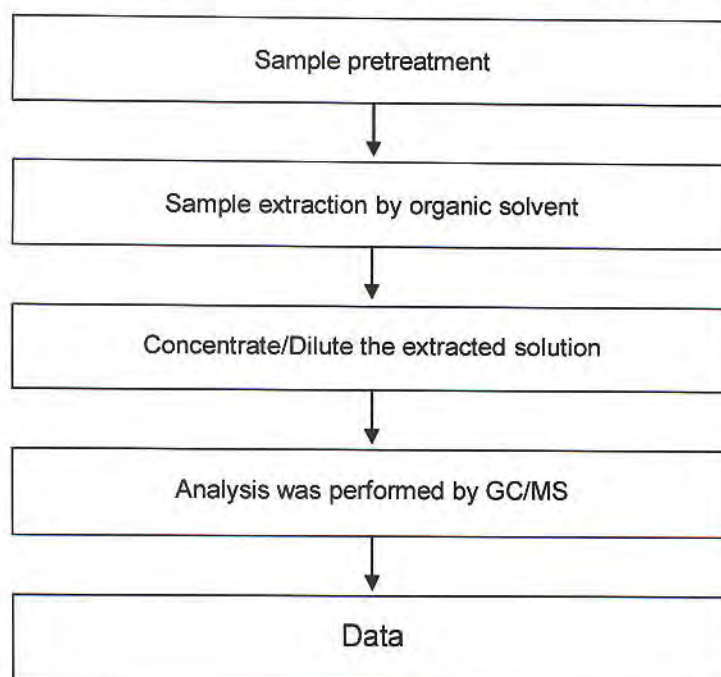 Sample pretreatment
Sample extraction by organic solvent
Concentrate/Dilute the extracted solution
Analysis was performed by GC/MS
Data